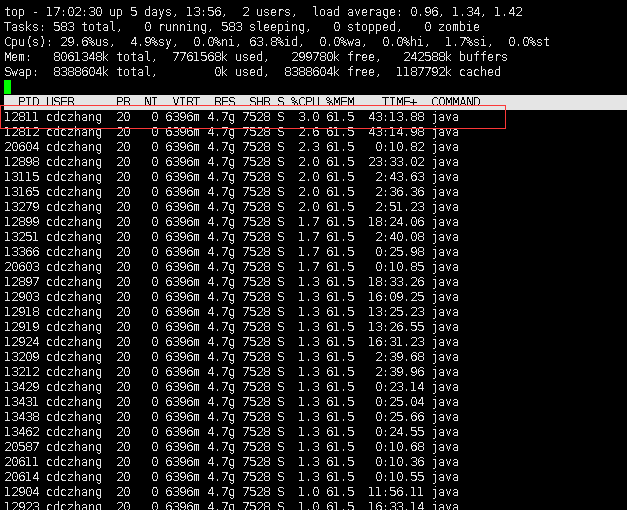 top - 17:02:30 up 5 days, 13:56,  2 users,  load average: 0.96, 1.34, 1.42
Tasks: 583 total,   0 running, 583 sleeping,   0 stopped,   0 zombie
Cpu(s): 29.6%us,  4.9%sy,  0.0%ni, 63.8%id,  0.0%wa,  0.0%hi,  1.7%si,  0.0%st
Mem:   8061348k total,  7761568k used,   299780k free,   242588k buffers
Swap:  8388604k total,        0k used,  8388604k free,  1187792k cached
PID USER      PR  NI  VIRT  RES  SHR S %CPU %MEM    TIME+  COMMAND
12811 cdczhang  20   0 6396m 4.7g 7528 S  3.0 61.5  43:13.88 java
12812 cdczhang  20   0 6396m 4.7g 7528 S  2.6 61.5  43:14.98 java
20604 cdczhang  20   0 6396m 4.7g 7528 S  2.3 61.5   0:10.82 java
12898 cdczhang  20   0 6396m 4.7g 7528 S  2.0 61.5  23:33.02 java
13115 cdczhang  20   0 6396m 4.7g 7528 S  2.0 61.5   2:43.63 java
13165 cdczhang  20   0 6396m 4.7g 7528 S  2.0 61.5   2:36.36 java
13279 cdczhang  20   0 6396m 4.7g 7528 S  2.0 61.5   2:51.23 java
12899 cdczhang  20   0 6396m 4.7g 7528 S  1.7 61.5  18:24.06 java
13251 cdczhang  20   0 6396m 4.7g 7528 S  1.7 61.5   2:40.08 java
13366 cdczhang  20   0 6396m 4.7g 7528 S  1.7 61.5   0:25.98 java
20603 cdczhang  20   0 6396m 4.7g 7528 S  1.7 61.5   0:10.85 java
12897 cdczhang  20   0 6396m 4.7g 7528 S  1.3 61.5  18:33.26 java
12903 cdczhang  20   0 6396m 4.7g 7528 S  1.3 61.5  16:09.25 java
12918 cdczhang  20   0 6396m 4.7g 7528 S  1.3 61.5  13:25.23 java
12919 cdczhang  20   0 6396m 4.7g 7528 S  1.3 61.5  13:26.55 java
12924 cdczhang  20   0 6396m 4.7g 7528 S  1.3 61.5  16:31.23 java
13209 cdczhang  20   0 6396m 4.7g 7528 S  1.3 61.5   2:39.68 java
13212 cdczhang  20   0 6396m 4.7g 7528 S  1.3 61.5   2:39.96 java
13429 cdczhang  20   0 6396m 4.7g 7528 S  1.3 61.5   0:23.14 java
13431 cdczhang  20   0 6396m 4.7g 7528 S  1.3 61.5   0:25.04 java
13438 cdczhang  20   0 6396m 4.7g 7528 S  1.3 61.5   0:25.66 java
13462 cdczhang  20   0 6396m 4.7g 7528 S  1.3 61.5   0:24.55 java
20587 cdczhang  20   0 6396m 4.7g 7528 S  1.3 61.5   0:10.68 java
20611 cdczhang  20   0 6396m 4.7g 7528 S  1.3 61.5   0:10.36 java
20614 cdczhang  20   0 6396m 4.7g 7528 S  1.3 61.5   0:10.55 java
12904 cdczhang  20   0 6396m 4.7g 7528 S  1.0 61.5  11:56.11 java
12923 cdczhang  20   0 6396m 4.7g 7528 S  1.0 61.5  16:33.14 java